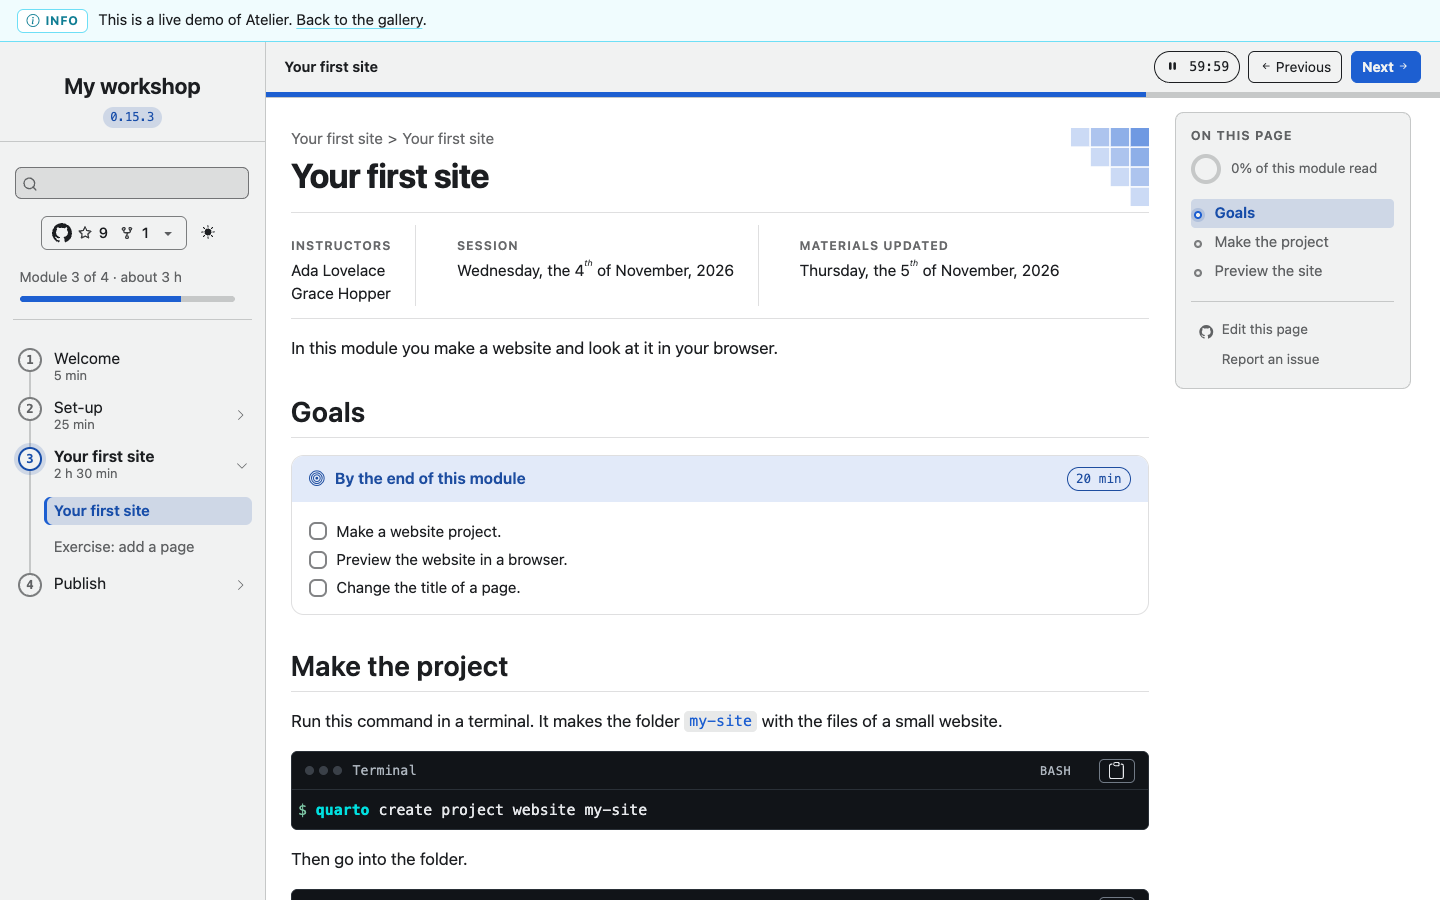 INFO This is a live demo of Atelier. Back to the gallery.
My workshop
0.15.3
9 1
Module 3 of 4 · about 3 h
1 Welcome
5 min
2 Set-up
25 min
3 Your first site
2 h 30 min
Your first site
Exercise: add a page
4 Publish
Your first site
59:59
← Previous
Next →
Your first site > Your first site
Your first site
INSTRUCTORS
Ada Lovelace
Grace Hopper
SESSION
Wednesday, the 4th of November, 2026
MATERIALS UPDATED
Thursday, the 5th of November, 2026
In this module you make a website and look at it in your browser.
Goals
By the end of this module 20 min
Make a website project.
Preview the website in a browser.
Change the title of a page.
Make the project
Run this command in a terminal. It makes the folder my-site with the files of a small website.
Terminal BASH
$ quarto create project website my-site
Then go into the folder.
ON THIS PAGE
0% of this module read
Goals
Make the project
Preview the site
Edit this page
Report an issue